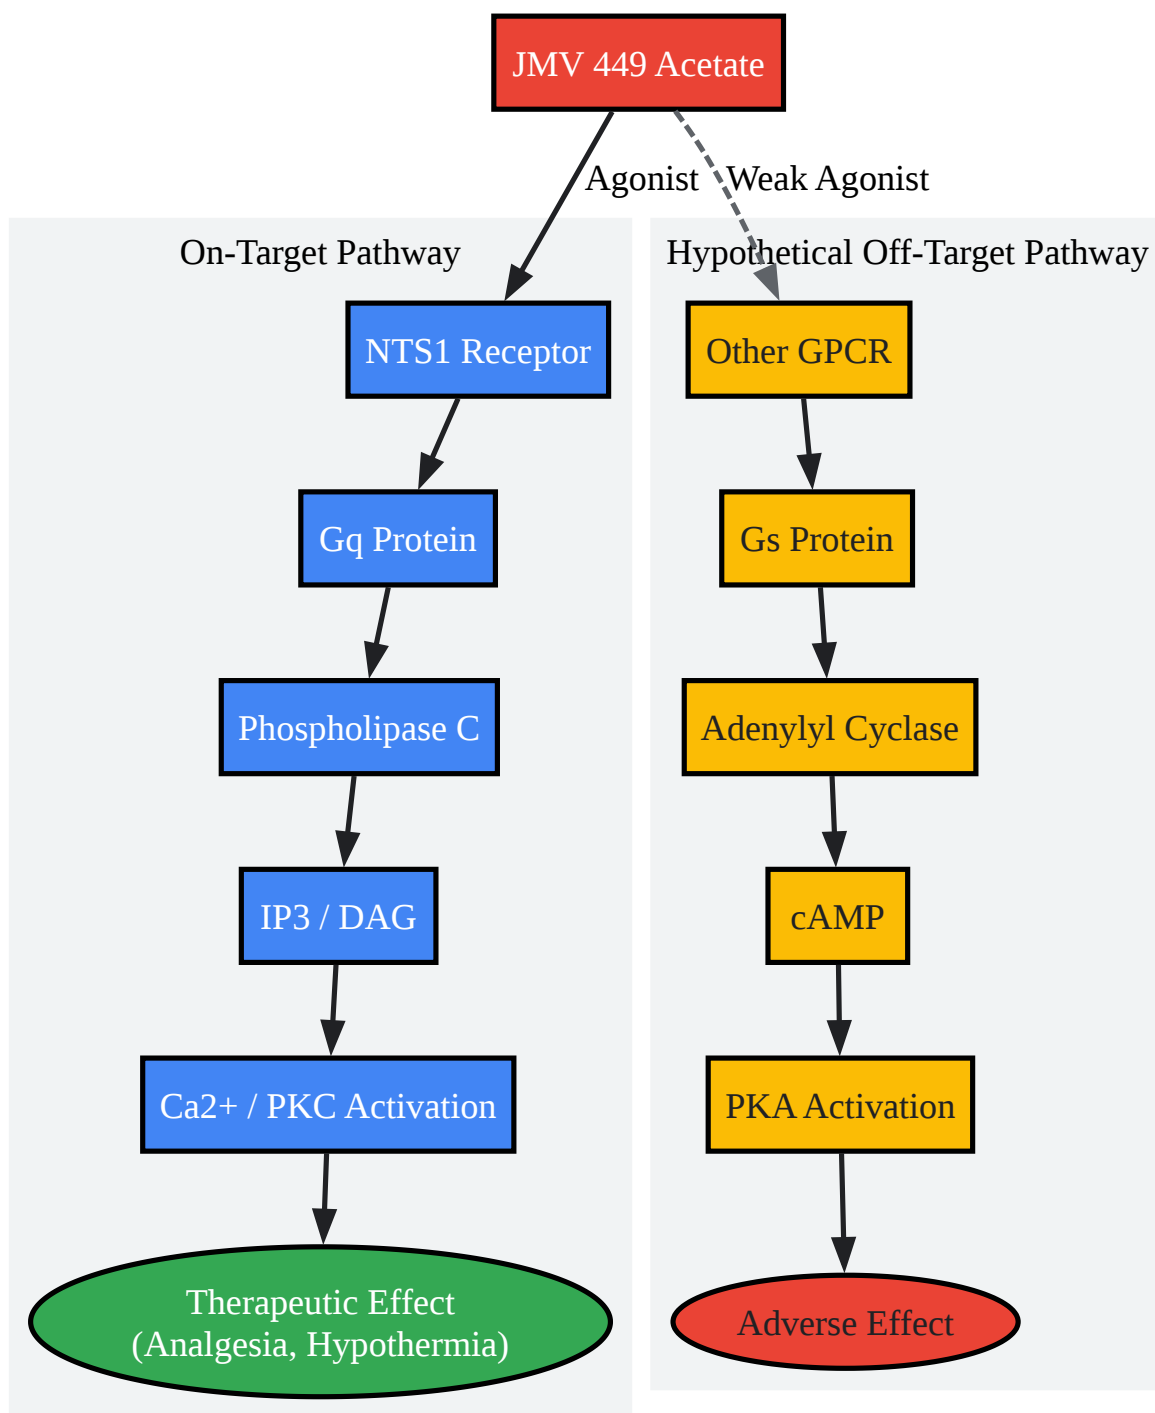 JMV 449 Acetate
Agonist
Weak Agonist
On-Target Pathway
NTS1 Receptor
Gq Protein
Phospholipase C
IP3 / DAG
Ca2+ / PKC Activation
Therapeutic Effect
(Analgesia, Hypothermia)
Hypothetical Off-Target Pathway
Other GPCR
Gs Protein
Adenylyl Cyclase
cAMP
PKA Activation
Adverse Effect